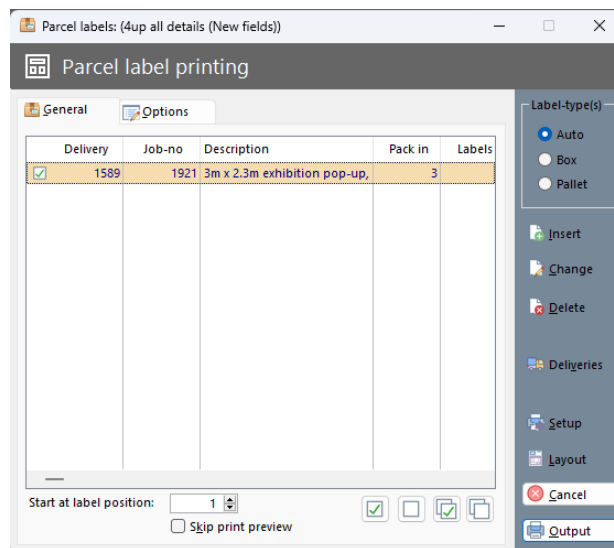 Parcel labels: (4up all details (New fields))
Parcel label printing
General Options
Delivery Job-no Description Pack in Labels
1589 1921 3m x 2.3m exhibition pop-up, 3
Start at label position: 1
Skip print preview
Label-type(s)
Auto
Box
Pallet
Insert
Change
Delete
Deliveries
Setup
Layout
Cancel
Output